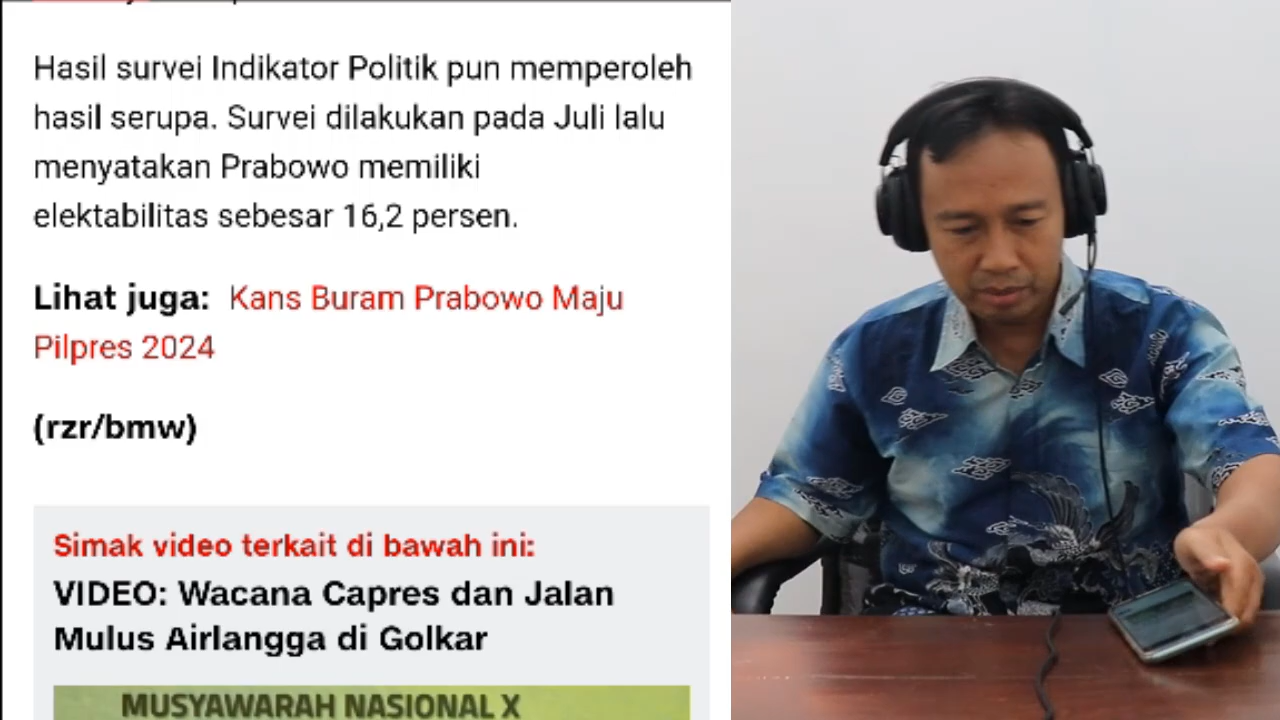 Hasil survei Indikator Politik pun memperoleh
hasil serupa. Survei dilakukan pada Juli lalu
menyatakan Prabowo memiliki
elektabilitas sebesar 16,2 persen.
Lihat juga: Kans Buram Prabowo Maju
Pilpres 2024
(rzr/bmw)
Simak video terkait di bawah ini:
VIDEO: Wacana Capres dan Jalan
Mulus Airlangga di Golkar
MUSYAWARAH NASIONAL X